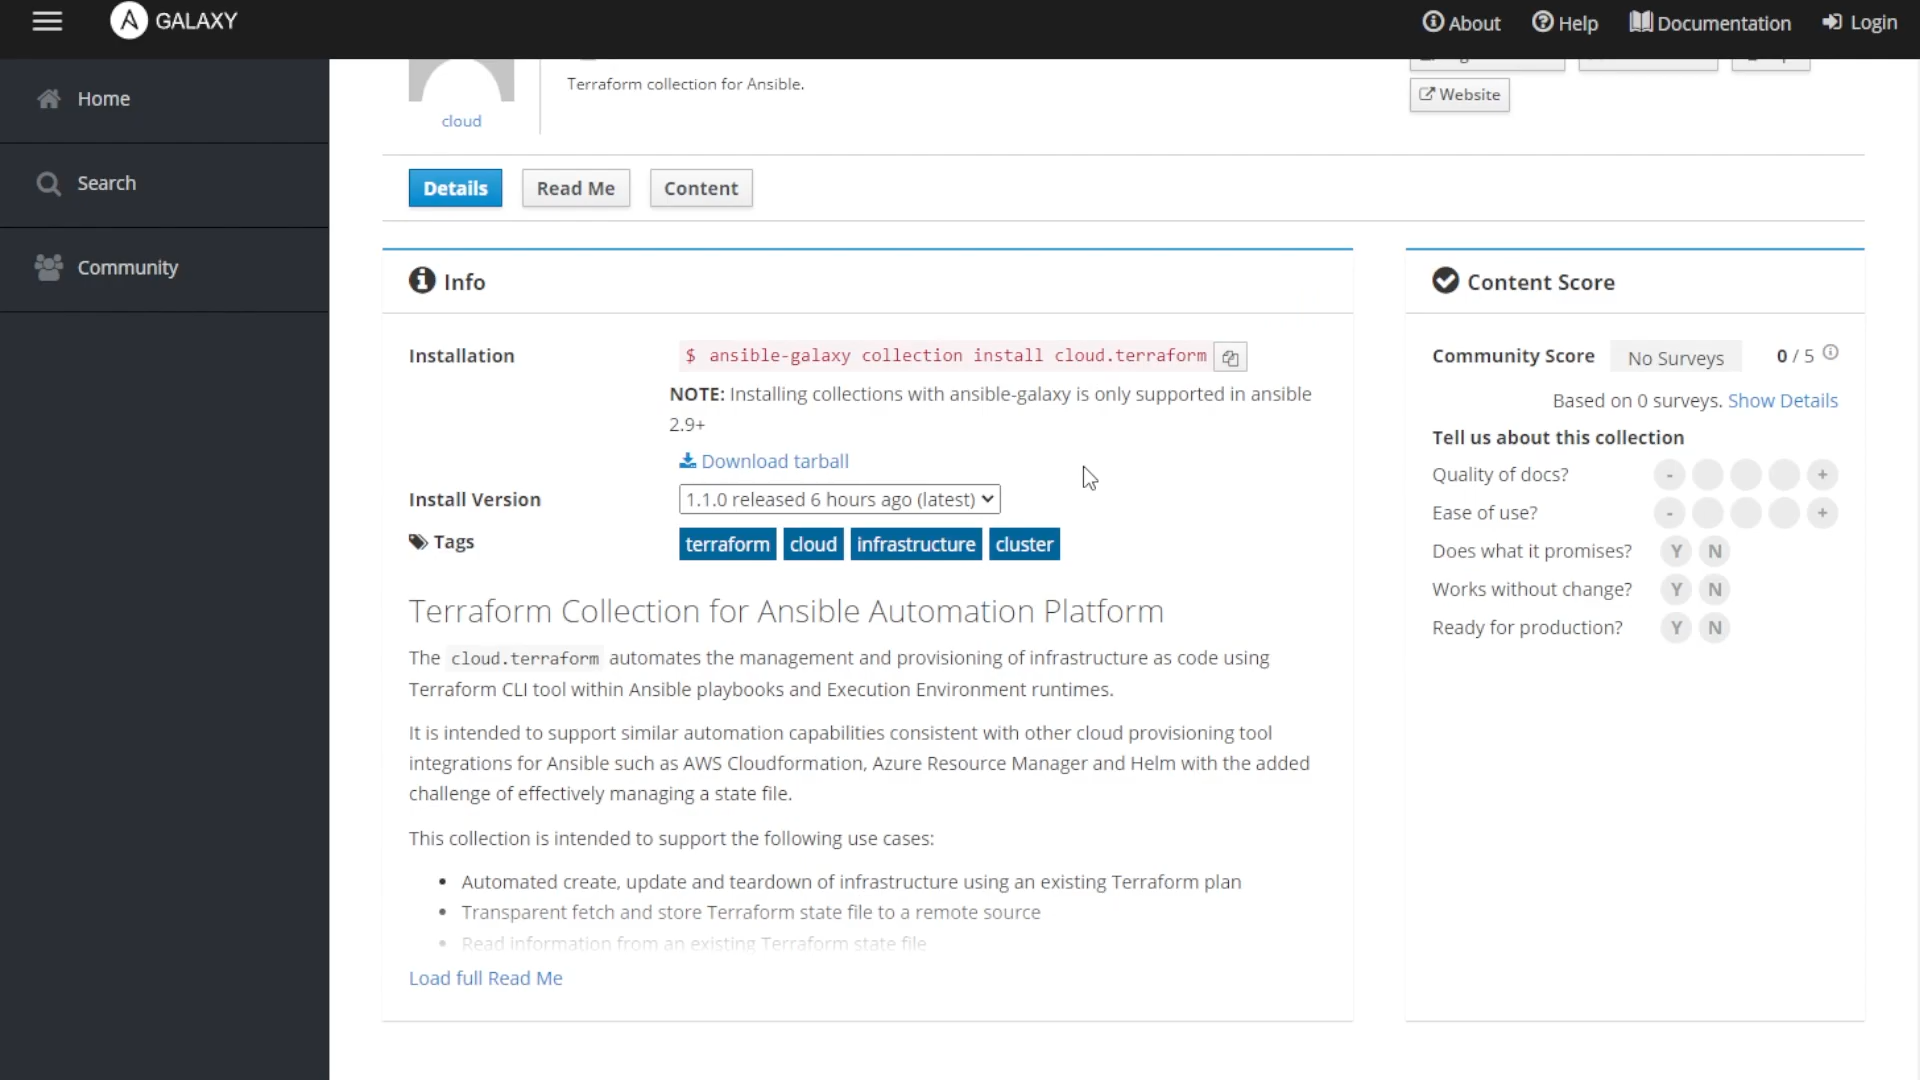 GALAXY
About
Help
Documentation
Login
Home
Search
Community
Terraform collection for Ansible.
cloud
Website
Details
Read Me
Content
Info
Installation
$ ansible-galaxy collection install cloud.terraform
NOTE: Installing collections with ansible-galaxy is only supported in ansible
2.9+
Download tarball
Install Version
1.1.0 released 6 hours ago (latest)
Tags
terraform
cloud
infrastructure
cluster
Terraform Collection for Ansible Automation Platform
The cloud.terraform automates the management and provisioning of infrastructure as code using
Terraform CLI tool within Ansible playbooks and Execution Environment runtimes.
It is intended to support similar automation capabilities consistent with other cloud provisioning tool
integrations for Ansible such as AWS Cloudformation, Azure Resource Manager and Helm with the added
challenge of effectively managing a state file.
This collection is intended to support the following use cases:
• Automated create, update and teardown of infrastructure using an existing Terraform plan
• Transparent fetch and store Terraform state file to a remote source
• Read information from an existing Terraform state file
Load full Read Me
Content Score
Community Score No Surveys 0 / 5
Based on 0 surveys. Show Details
Tell us about this collection
Quality of docs? - +
Ease of use? - +
Does what it promises? Y N
Works without change? Y N
Ready for production? Y N